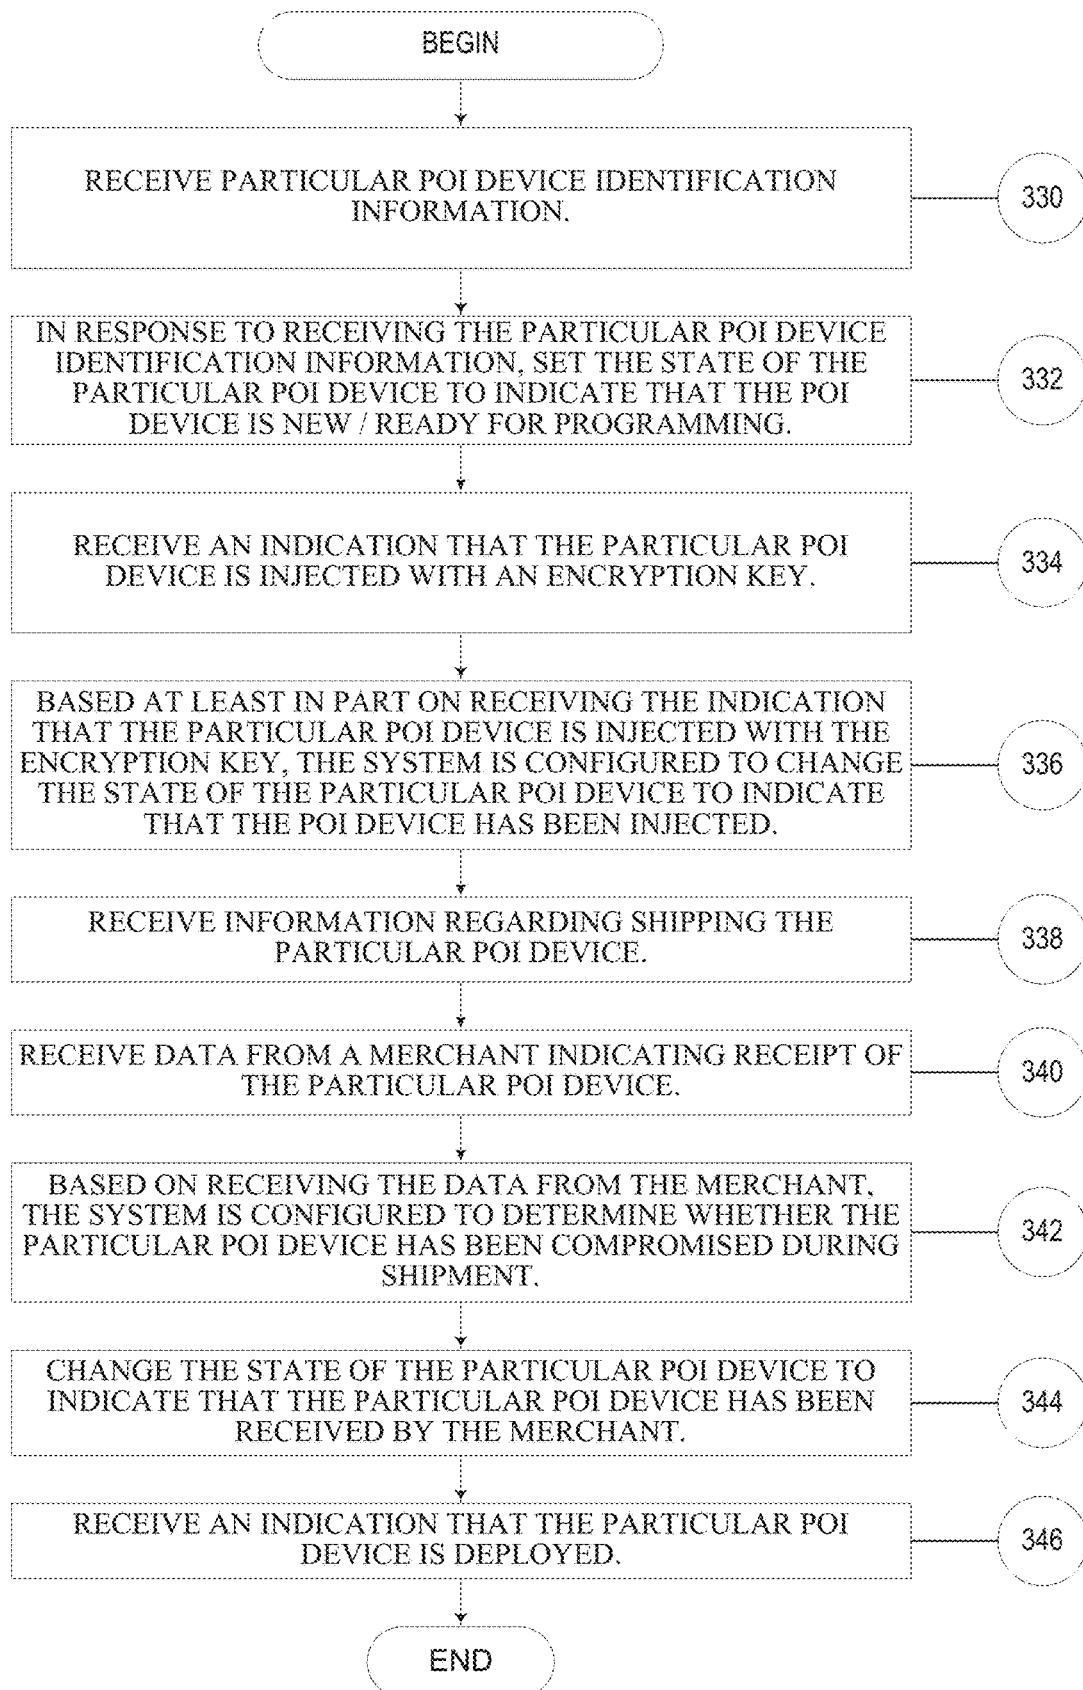 BEGIN
RECEIVE PARTICULAR POI DEVICE IDENTIFICATION
INFORMATION.
330
IN RESPONSE TO RECEIVING THE PARTICULAR POI DEVICE
IDENTIFICATION INFORMATION, SET THE STATE OF THE
PARTICULAR POI DEVICE TO INDICATE THAT THE POI
DEVICE IS NEW / READY FOR PROGRAMMING.
332
RECEIVE AN INDICATION THAT THE PARTICULAR POI
DEVICE IS INJECTED WITH AN ENCRYPTION KEY.
334
BASED AT LEAST IN PART ON RECEIVING THE INDICATION
THAT THE PARTICULAR POI DEVICE IS INJECTED WITH THE
ENCRYPTION KEY, THE SYSTEM IS CONFIGURED TO CHANGE
THE STATE OF THE PARTICULAR POI DEVICE TO INDICATE
THAT THE POI DEVICE HAS BEEN INJECTED.
336
RECEIVE INFORMATION REGARDING SHIPPING THE
PARTICULAR POI DEVICE.
338
RECEIVE DATA FROM A MERCHANT INDICATING RECEIPT OF
THE PARTICULAR POI DEVICE.
340
BASED ON RECEIVING THE DATA FROM THE MERCHANT,
THE SYSTEM IS CONFIGURED TO DETERMINE WHETHER THE
PARTICULAR POI DEVICE HAS BEEN COMPROMISED DURING
SHIPMENT.
342
CHANGE THE STATE OF THE PARTICULAR POI DEVICE TO
INDICATE THAT THE PARTICULAR POI DEVICE HAS BEEN
RECEIVED BY THE MERCHANT.
344
RECEIVE AN INDICATION THAT THE PARTICULAR POI
DEVICE IS DEPLOYED.
346
END